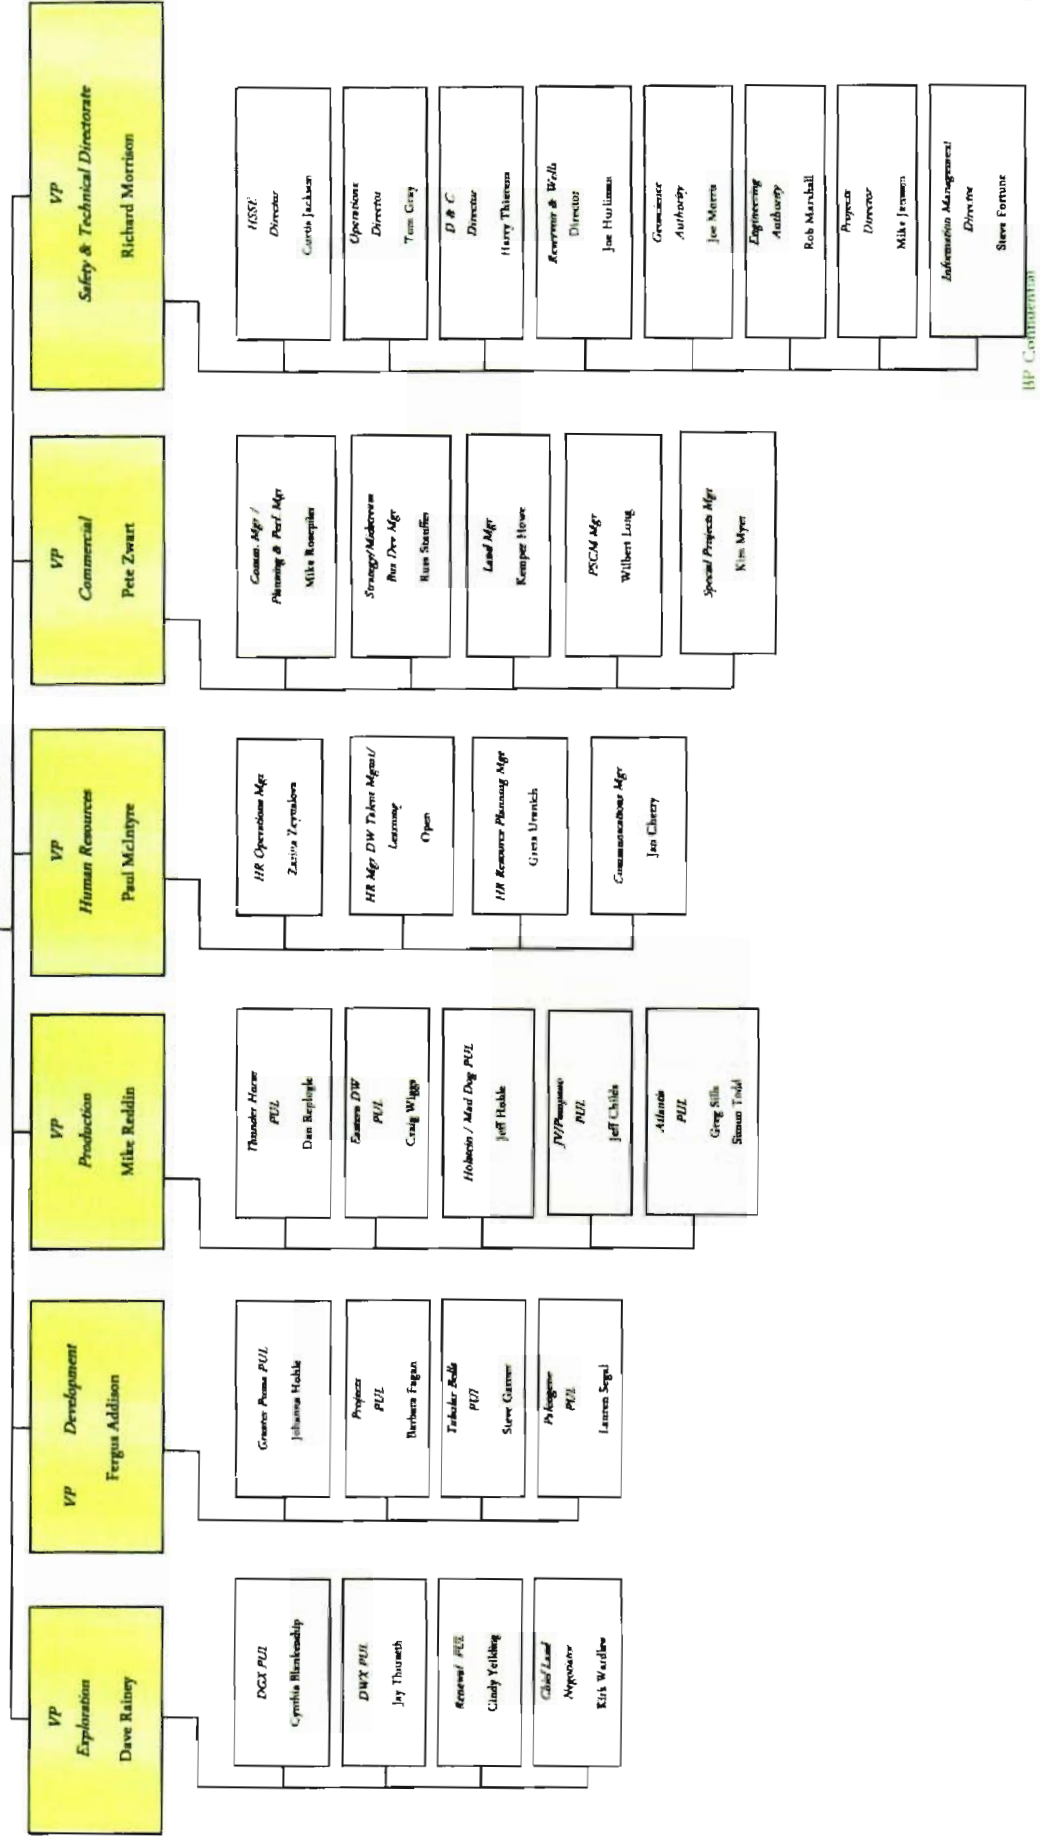 VP
Exploration
Dave Rainey
DGX PUL
Cynthia Blankenship
DWX PUL
Jay Thorseth
Renewal PUL
Cindy Yeilding
Chief Land
Negotiator
Kirk Wardlaw
VP Development
Fergus Addison
Greater Puma PUL
Johanna Hohle
Projects
PUL
Barbara Fagan
Tubular Bells
PUL
Steve Garner
Paleogene
PUL
Lauren Segal
VP
Production
Mike Reddin
Thunder Horse
PUL
Dan Replogle
Eastern DW
PUL
Craig Wiggs
Holstein / Mad Dog PUL
Jeff Hohle
JV/Pompano
PUL
Jeff Childs
Atlantis
PUL
Greg Sills
Simon Todd
VP
Human Resources
Paul McIntyre
HR Operations Mgr
Zarina Zeynalova
HR Mgr DW Talent Mgmt/
Learning
Open
HR Resource Planning Mgr
Greta Uranich
Communications Mgr
Jan Cherry
VP
Commercial
Pete Zwart
Comm. Mgr /
Planning & Perf. Mgr
Mike
Strategy/Midstream
Bus Dev Mgr
Russ Stauffer
Land Mgr
Kemper Howe
PSCM Mgr
Wilbert Long
Special Projects Mgr
Kim Myer
VP
Safety & Technical Directorate
Richard Morrison
HSSE
Director
Curtis Jackson
Operations
Director
Tom Gray
D & C
Director
Harry Thierens
Reservoir & Wells
Director
Joe Hurliman
Geoscience
Authority
Joe Morris
Engineering
Authority
Rob Marshall
Projects
Director
Mike
Information Management
Director
Steve Fortune
BP Confidential